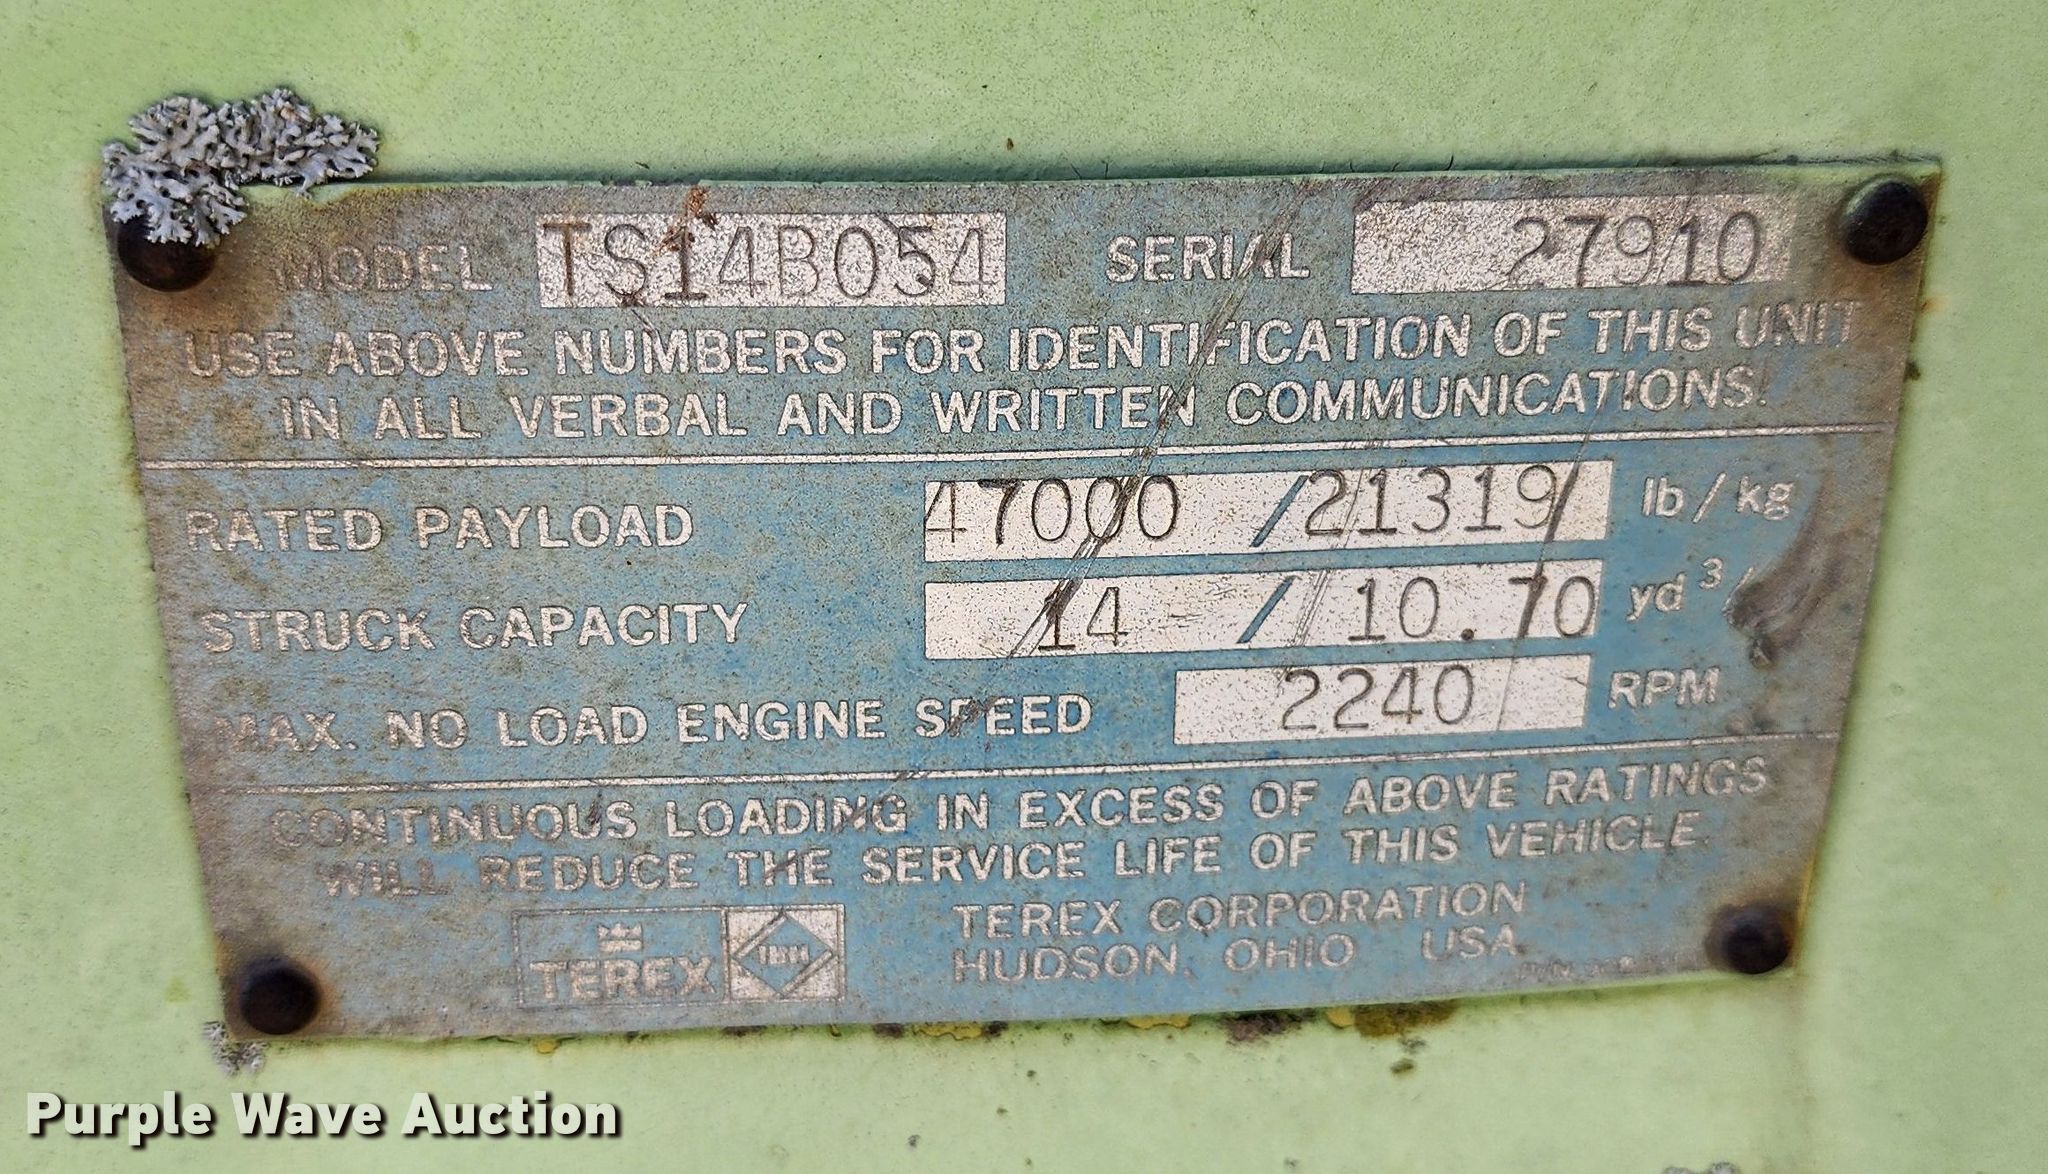 MODEL TS14B054 SERIAL 27910
USE ABOVE NUMBERS FOR IDENTIFICATION OF THIS UNIT
IN ALL VERBAL AND WRITTEN COMMUNICATIONS.
RATED PAYLOAD 47000 / 21319 lb / kg
STRUCK CAPACITY 14 / 10.70 yd³ /
MAX. NO LOAD ENGINE SPEED 2240 RPM
CONTINUOUS LOADING IN EXCESS OF ABOVE RATINGS
WILL REDUCE THE SERVICE LIFE OF THIS VEHICLE.
TEREX IBH
TEREX CORPORATION
HUDSON, OHIO USA
Purple Wave Auction